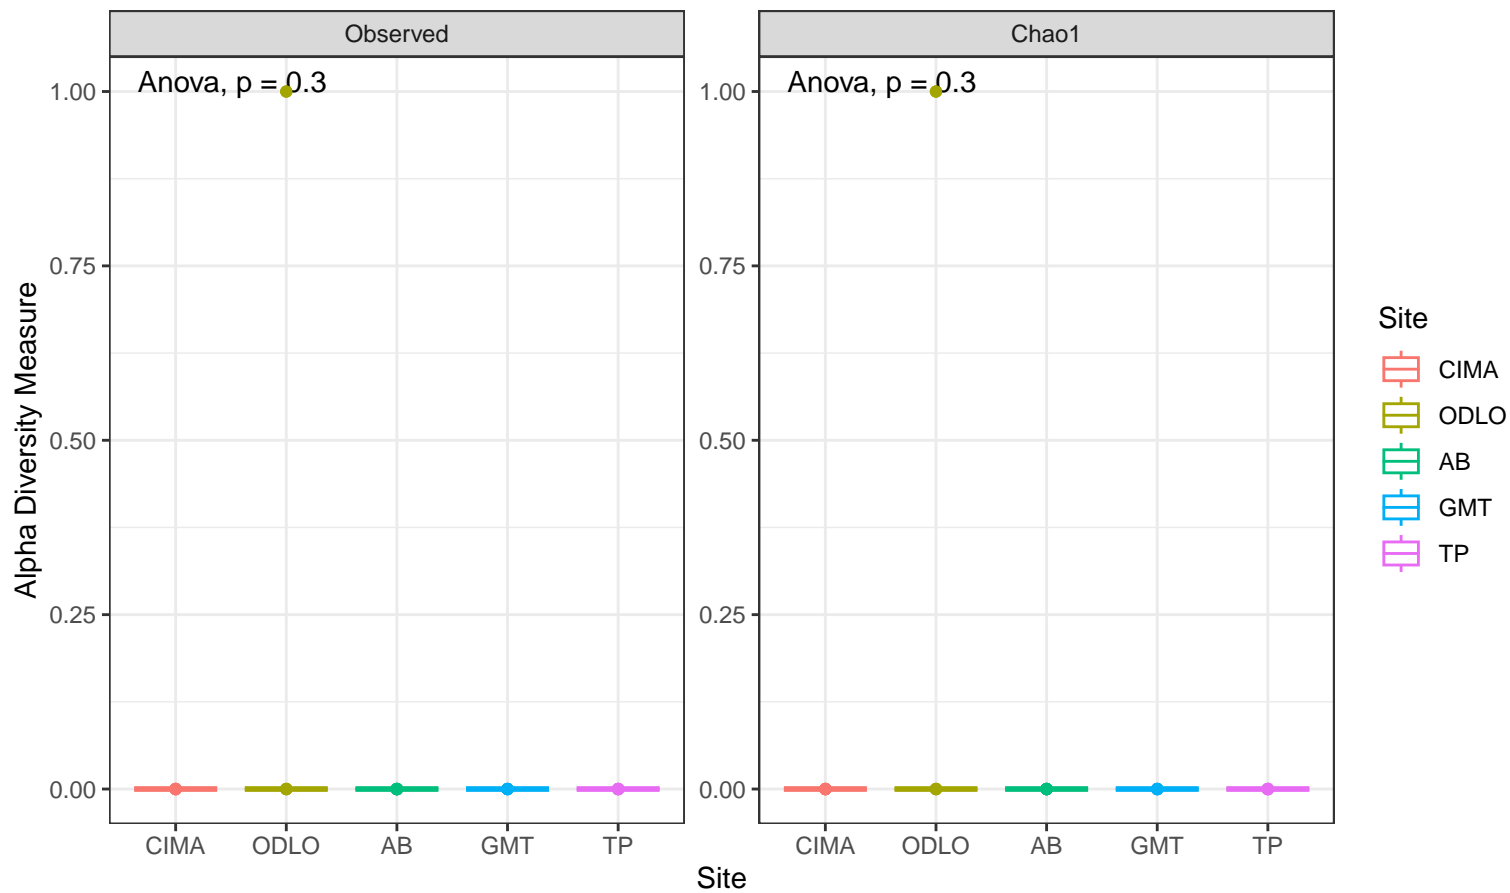 Observed
Chao1
Anova, p = 0.3
Anova, p = 0.3
Alpha Diversity Measure
1.00
0.75
0.50
0.25
0.00
1.00
0.75
0.50
0.25
0.00
CIMA ODLO AB GMT TP
CIMA ODLO AB GMT TP
Site
Site
CIMA
ODLO
AB
GMT
TP